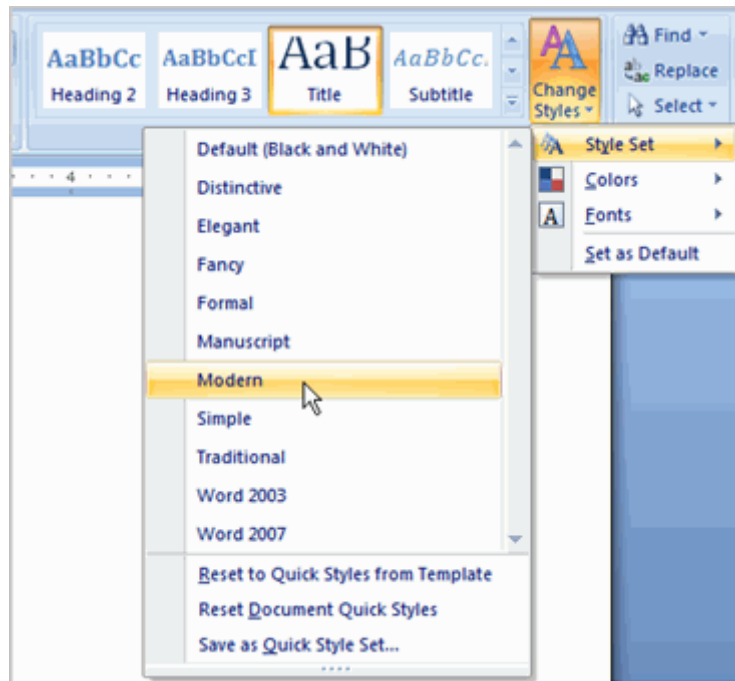 AaBbCc AaBbCcI AaB AaBbCc.
Heading 2 Heading 3 Title Subtitle
Change Styles
Find
Replace
Select
4
Default (Black and White)
Distinctive
Elegant
Fancy
Formal
Manuscript
Modern
Simple
Traditional
Word 2003
Word 2007
Reset to Quick Styles from Template
Reset Document Quick Styles
Save as Quick Style Set...
Style Set
Colors
A Fonts
Set as Default